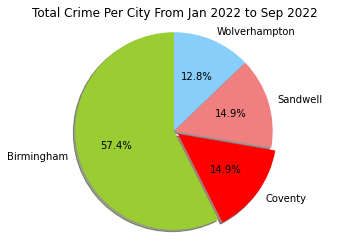 Total Crime Per City From Jan 2022 to Sep 2022
Wolverhampton
12.8%
Sandwell
14.9%
57.4%
Birmingham
14.9%
Coventy